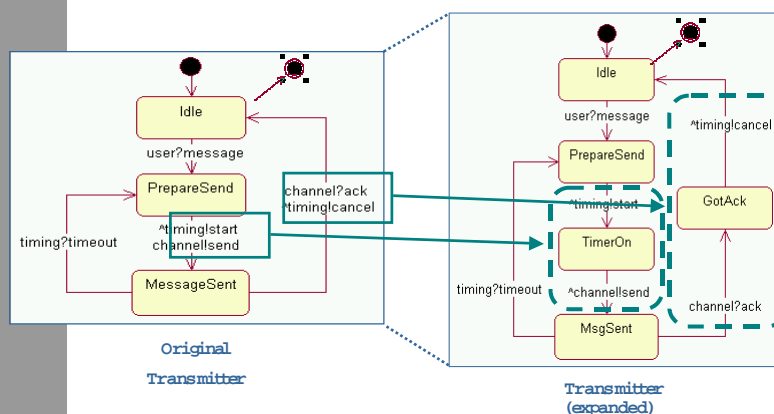 Idle
user?message
PrepareSend
channel?ack
^timing!cancel
^timing!start
channel!send
timing?timeout
MessageSent
Original
Transmitter
Idle
^timing!cancel
user?message
PrepareSend
^timing!start
GotAck
TimerOn
^channel!send
timing?timeout
channel?ack
MsgSent
Transmitter
(expanded)